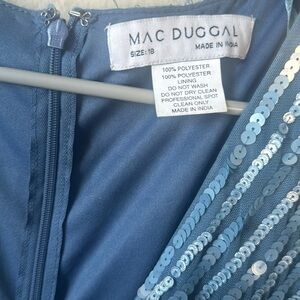 MAC DUGGAL
SIZE: 18 MADE IN INDIA
100% POLYESTER
100% POLYESTER
LINING
DO NOT WASH
DO NOT DRY CLEAN
PROFESSIONAL SPOT
CLEAN ONLY
MADE IN INDIA